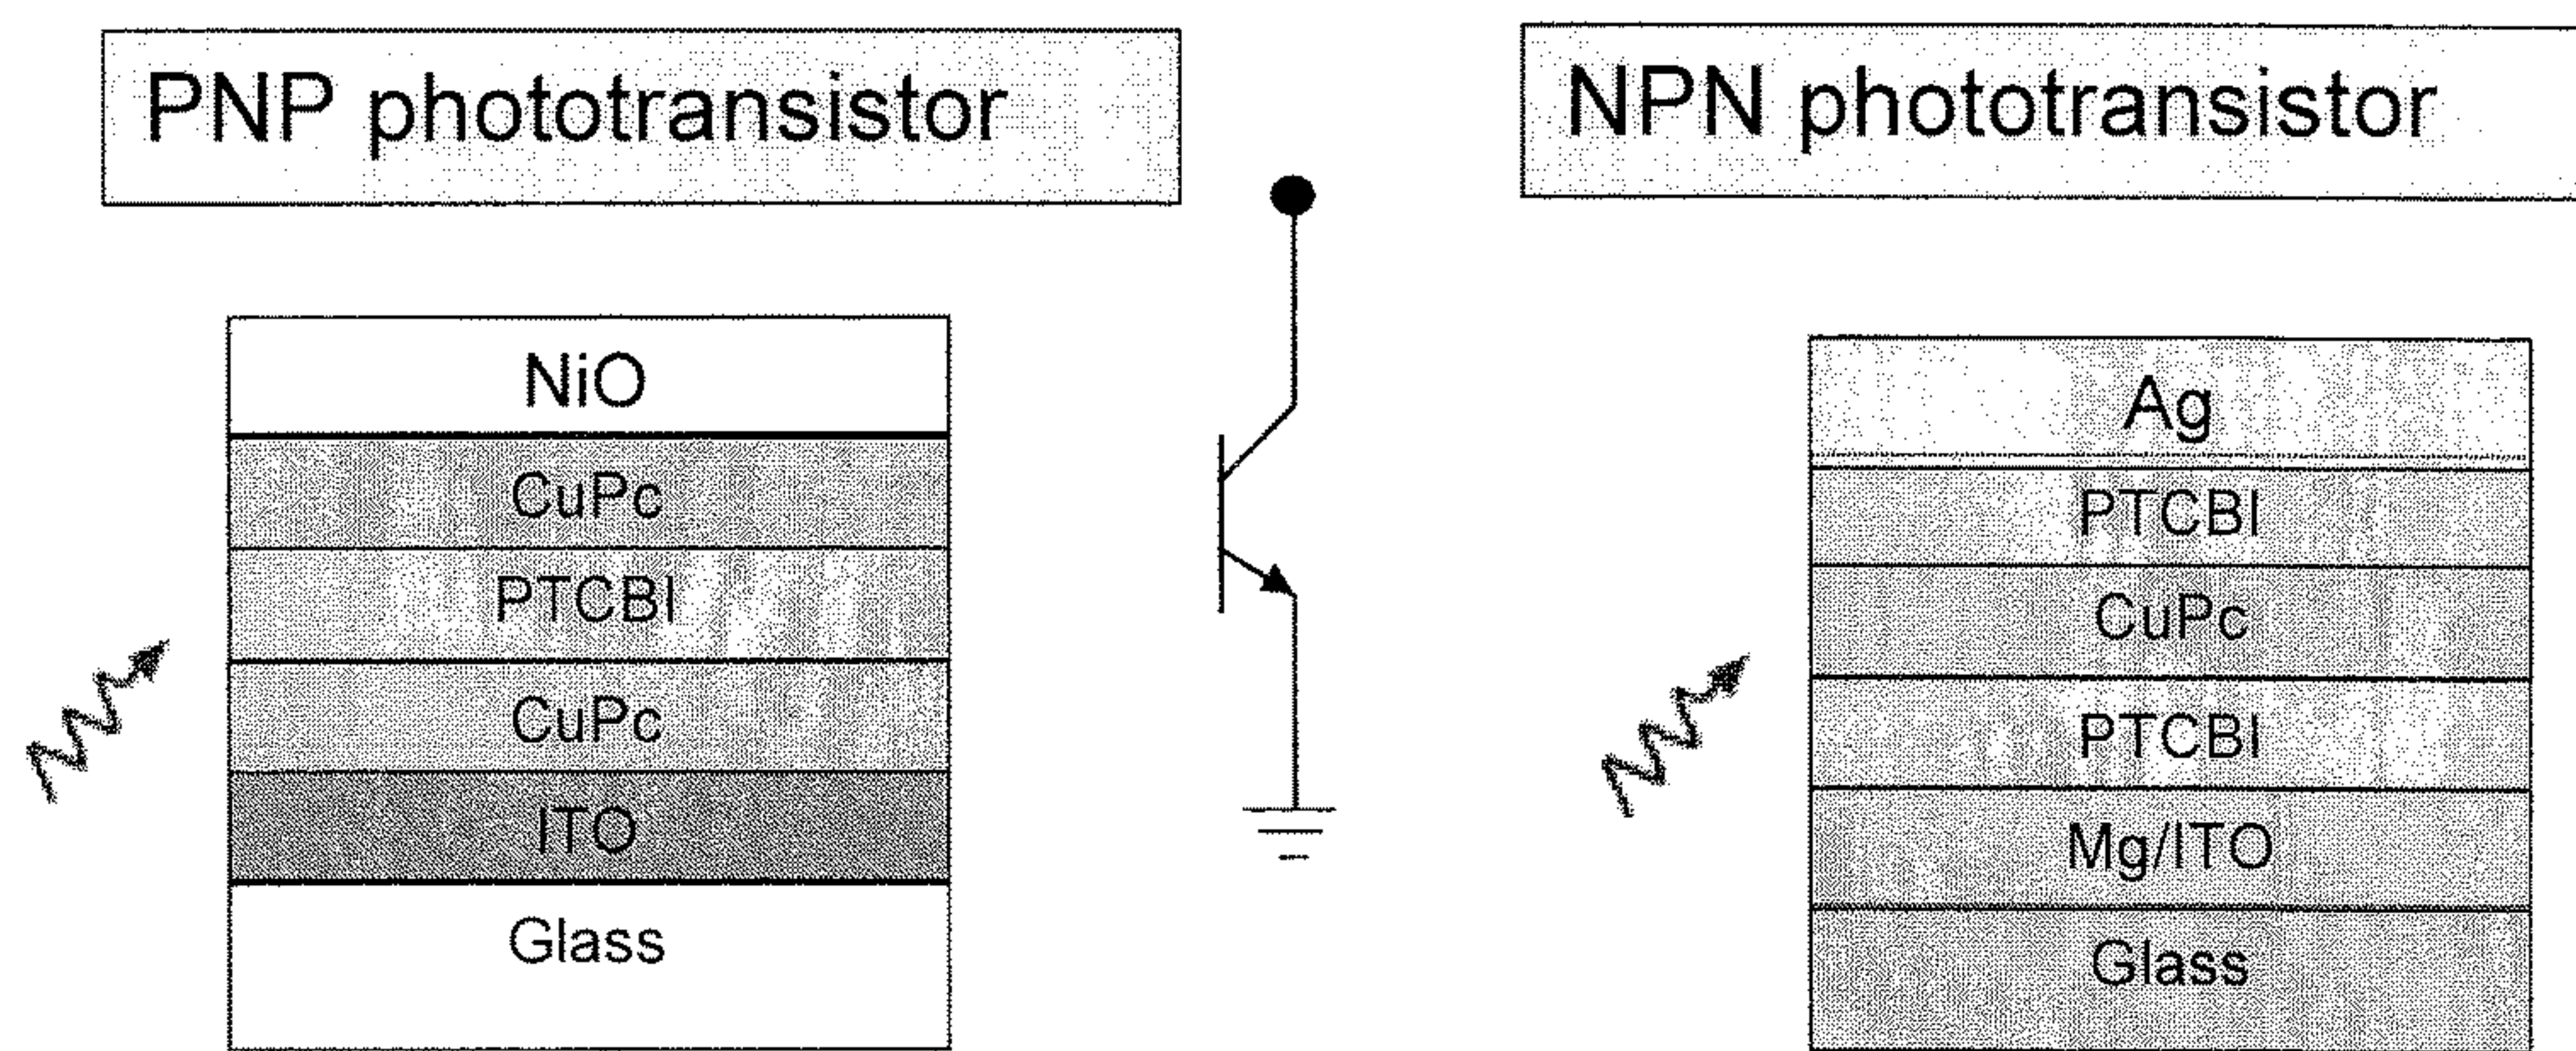 PNP phototransistor
NPN phototransistor
NiO
CuPc
PTCBI
CuPc
ITO
Glass
Ag
PTCBI
CuPc
PTCBI
Mg/ITO
Glass